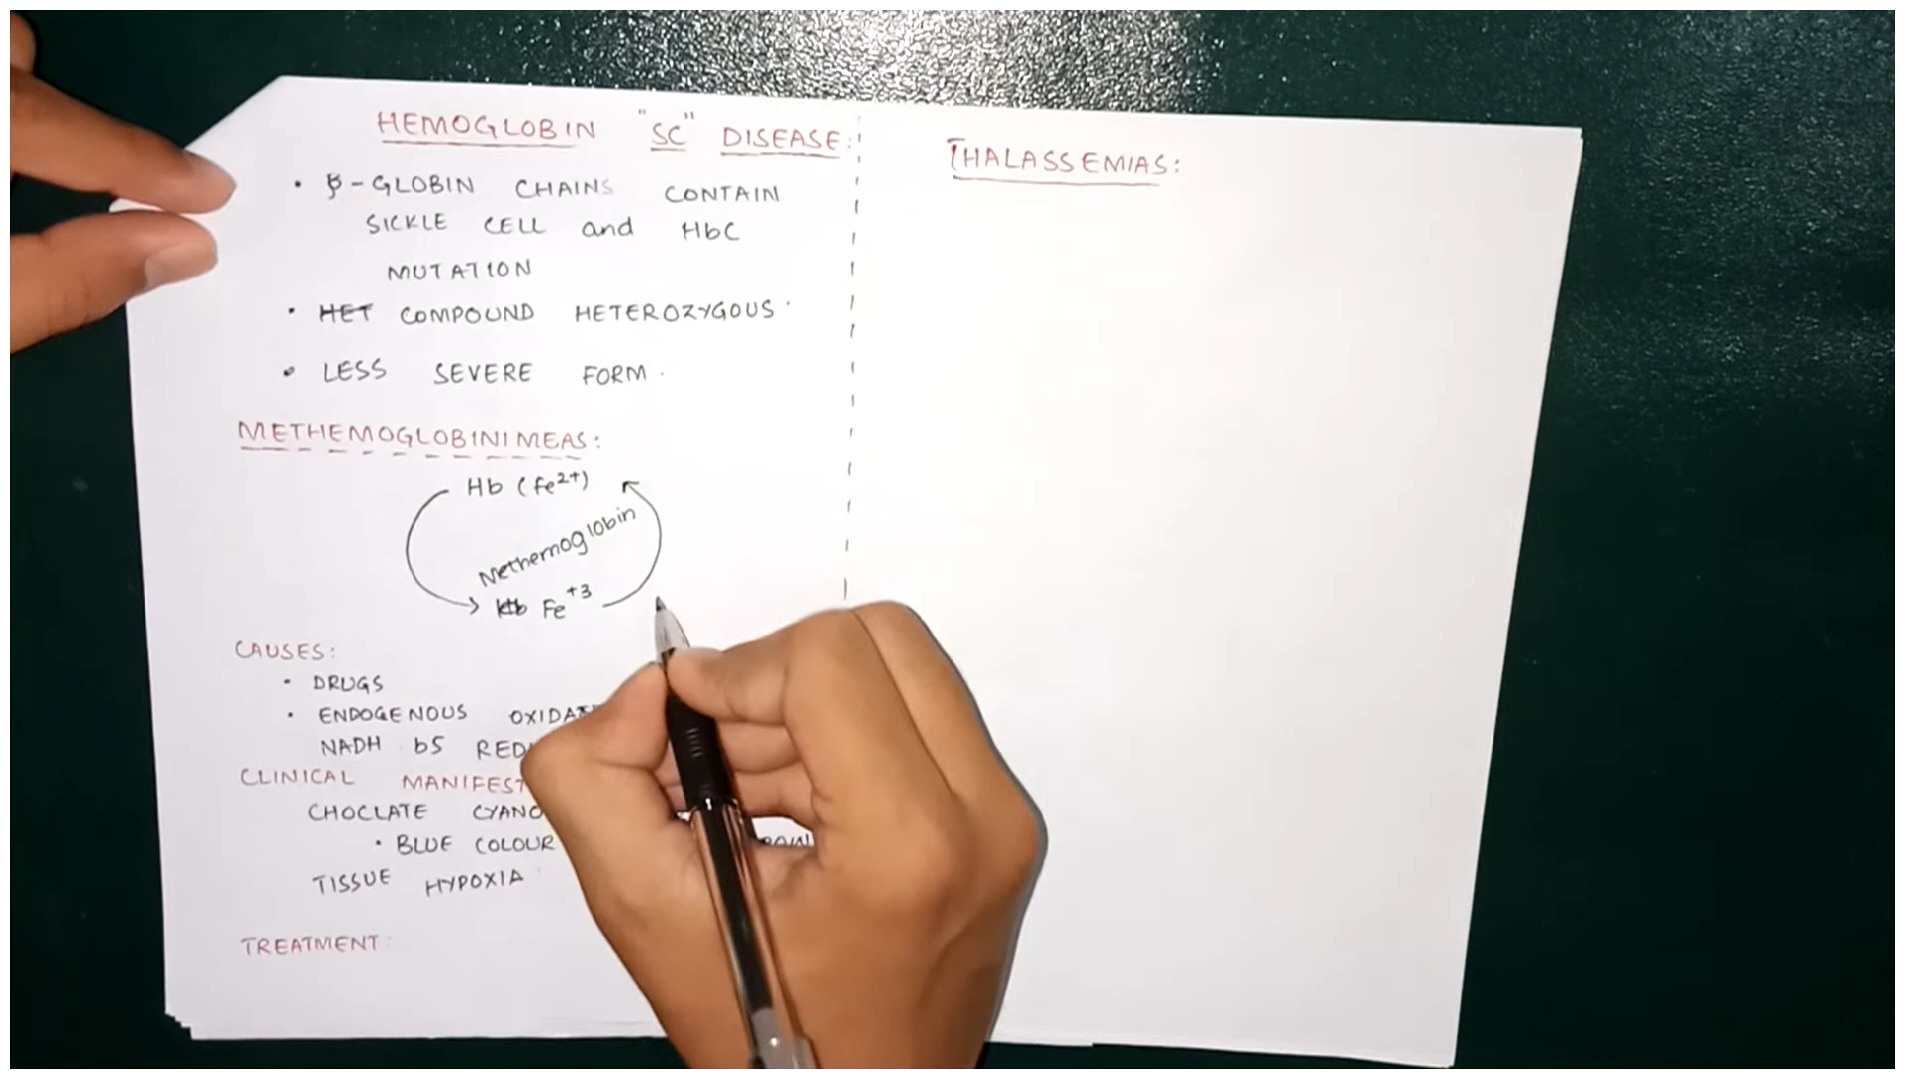 HEMOGLOBIN "SC" DISEASE:
• β-GLOBIN CHAINS CONTAIN
SICKLE CELL and HbC
MUTATION
• HET COMPOUND HETEROZYGOUS.
• LESS SEVERE FORM.
METHEMOGLOBINIMEAS:
Hb (Fe2+)
Methemoglobin
Hb Fe+3
CAUSES:
• DRUGS
• ENDOGENOUS
NADH b5
CLINICAL
CHOCLATE
• BLUE COLOUR
TISSUE HYPOXIA
TREATMENT:
THALASSEMIAS: